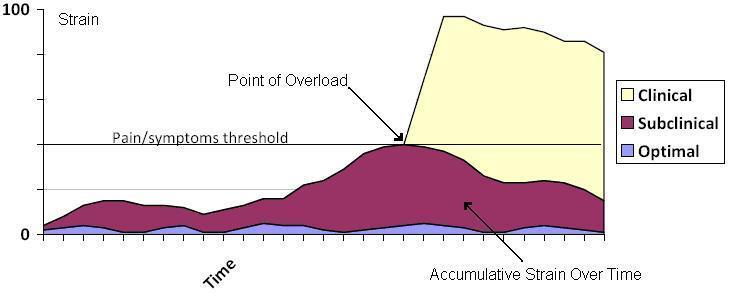 100
Strain
Point of Overload
Clinical
Pain/symptoms threshold
Subclinical
Optimal
0
Time
Accumulative Strain Over Time